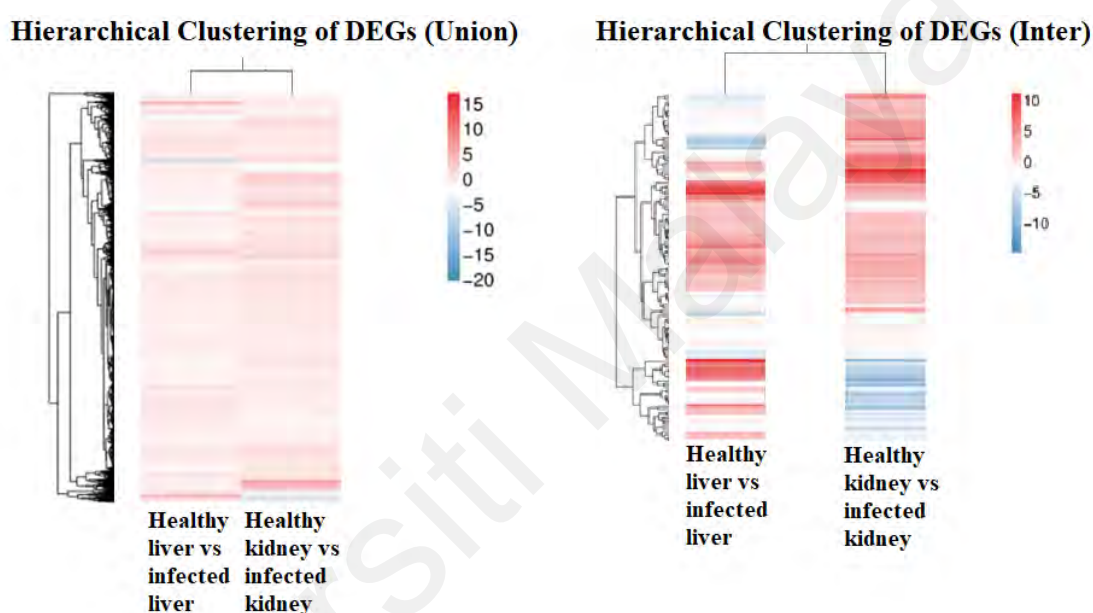 Hierarchical Clustering of DEGs (Union)
15
10
5
0
−5
−10
−15
−20
Healthy
liver vs
infected
liver
Healthy
kidney vs
infected
kidney
Hierarchical Clustering of DEGs (Inter)
10
5
0
−5
−10
Healthy
liver vs
infected
liver
Healthy
kidney vs
infected
kidney
rsiti Malaya